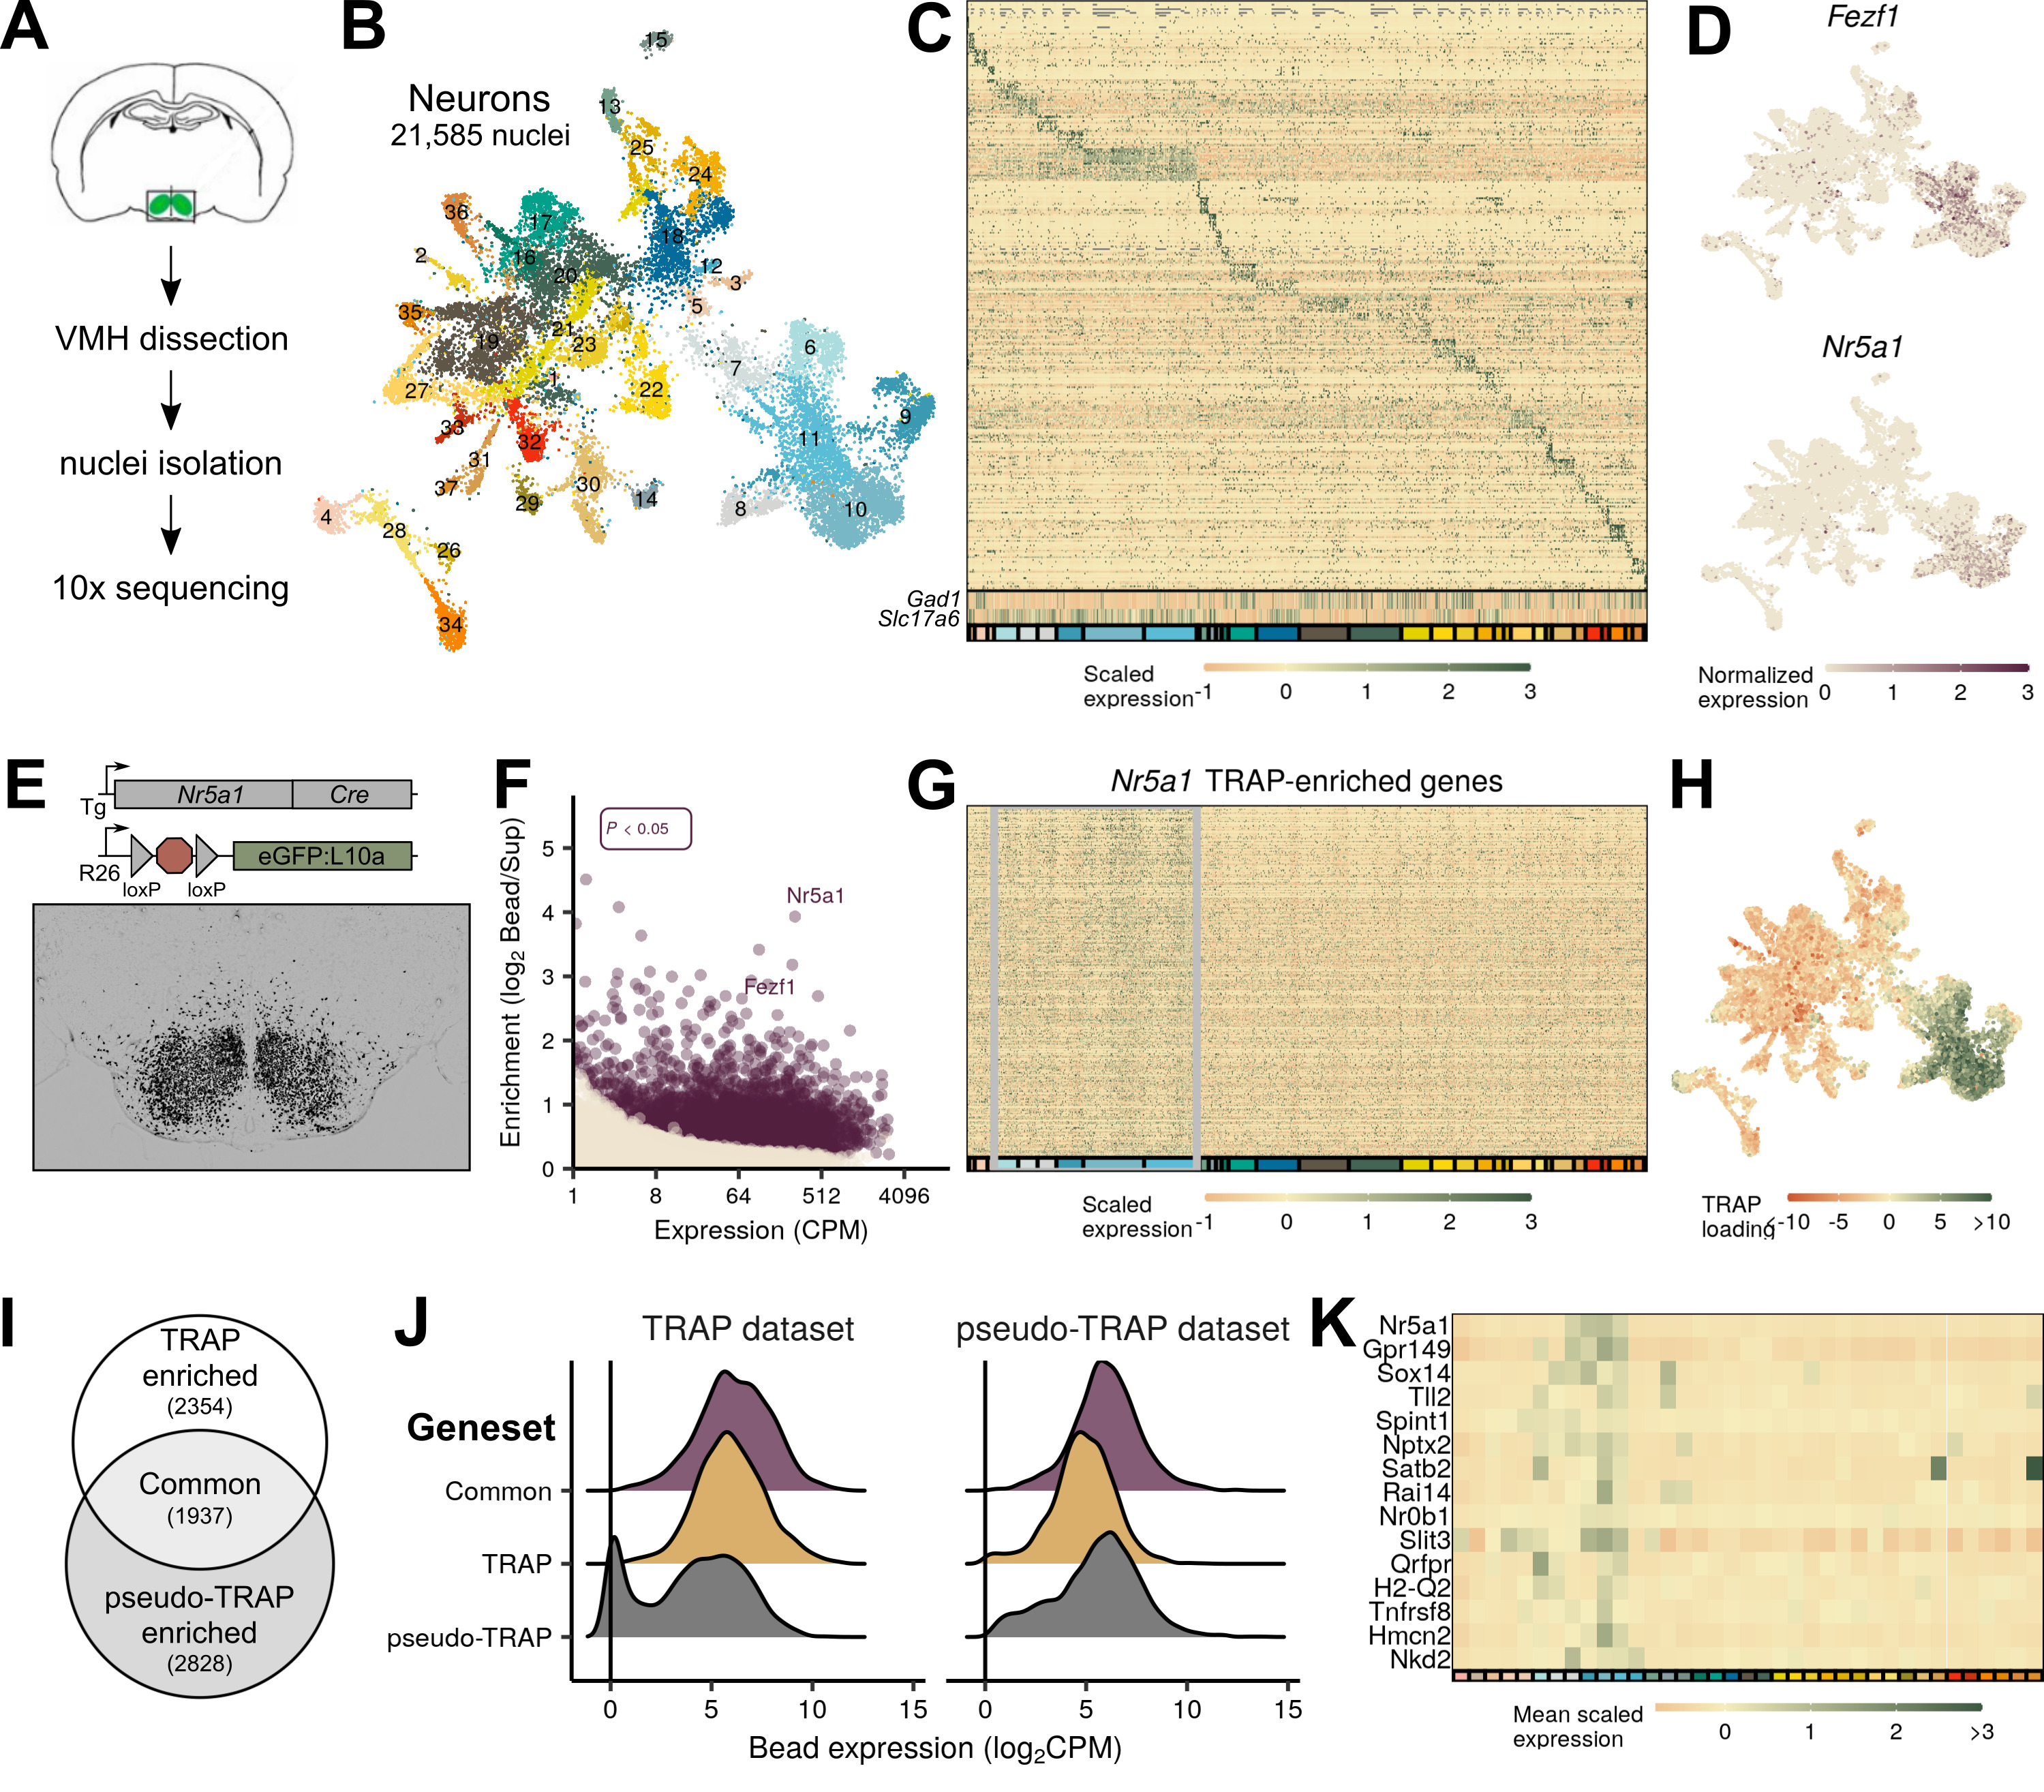 A
VMH dissection
nuclei isolation
10x sequencing
B
Neurons
21,585 nuclei
15
13
25
24
36
17
18
2
16
20
12
3
5
35
21
19
23
7
6
1
27
22
9
33
32
11
31
37
30
29
14
8
10
4
28
26
34
C
Gad1
Slc17a6
Scaled
expression
-1 0 1 2 3
D
Fezf1
Nr5a1
Normalized
expression
0 1 2 3
E
Tg
Nr5a1 Cre
R26
eGFP:L10a
loxP loxP
F
Enrichment (log2 Bead/Sup)
P < 0.05
Nr5a1
Fezf1
5
4
3
2
1
0
1 8 64 512 4096
Expression (CPM)
G
Nr5a1 TRAP-enriched genes
Scaled
expression
-1 0 1 2 3
H
TRAP
loading
<-10 -5 0 5 >10
I
TRAP
enriched
(2354)
Common
(1937)
pseudo-TRAP
enriched
(2828)
J
TRAP dataset
pseudo-TRAP dataset
Geneset
Common
TRAP
pseudo-TRAP
0 5 10 15
0 5 10 15
Bead expression (log2CPM)
K
Nr5a1
Gpr149
Sox14
Tll2
Spint1
Nptx2
Satb2
Rai14
Nr0b1
Slit3
Qrfpr
H2-Q2
Tnfrsf8
Hmcn2
Nkd2
Mean scaled
expression
0 1 2 >3